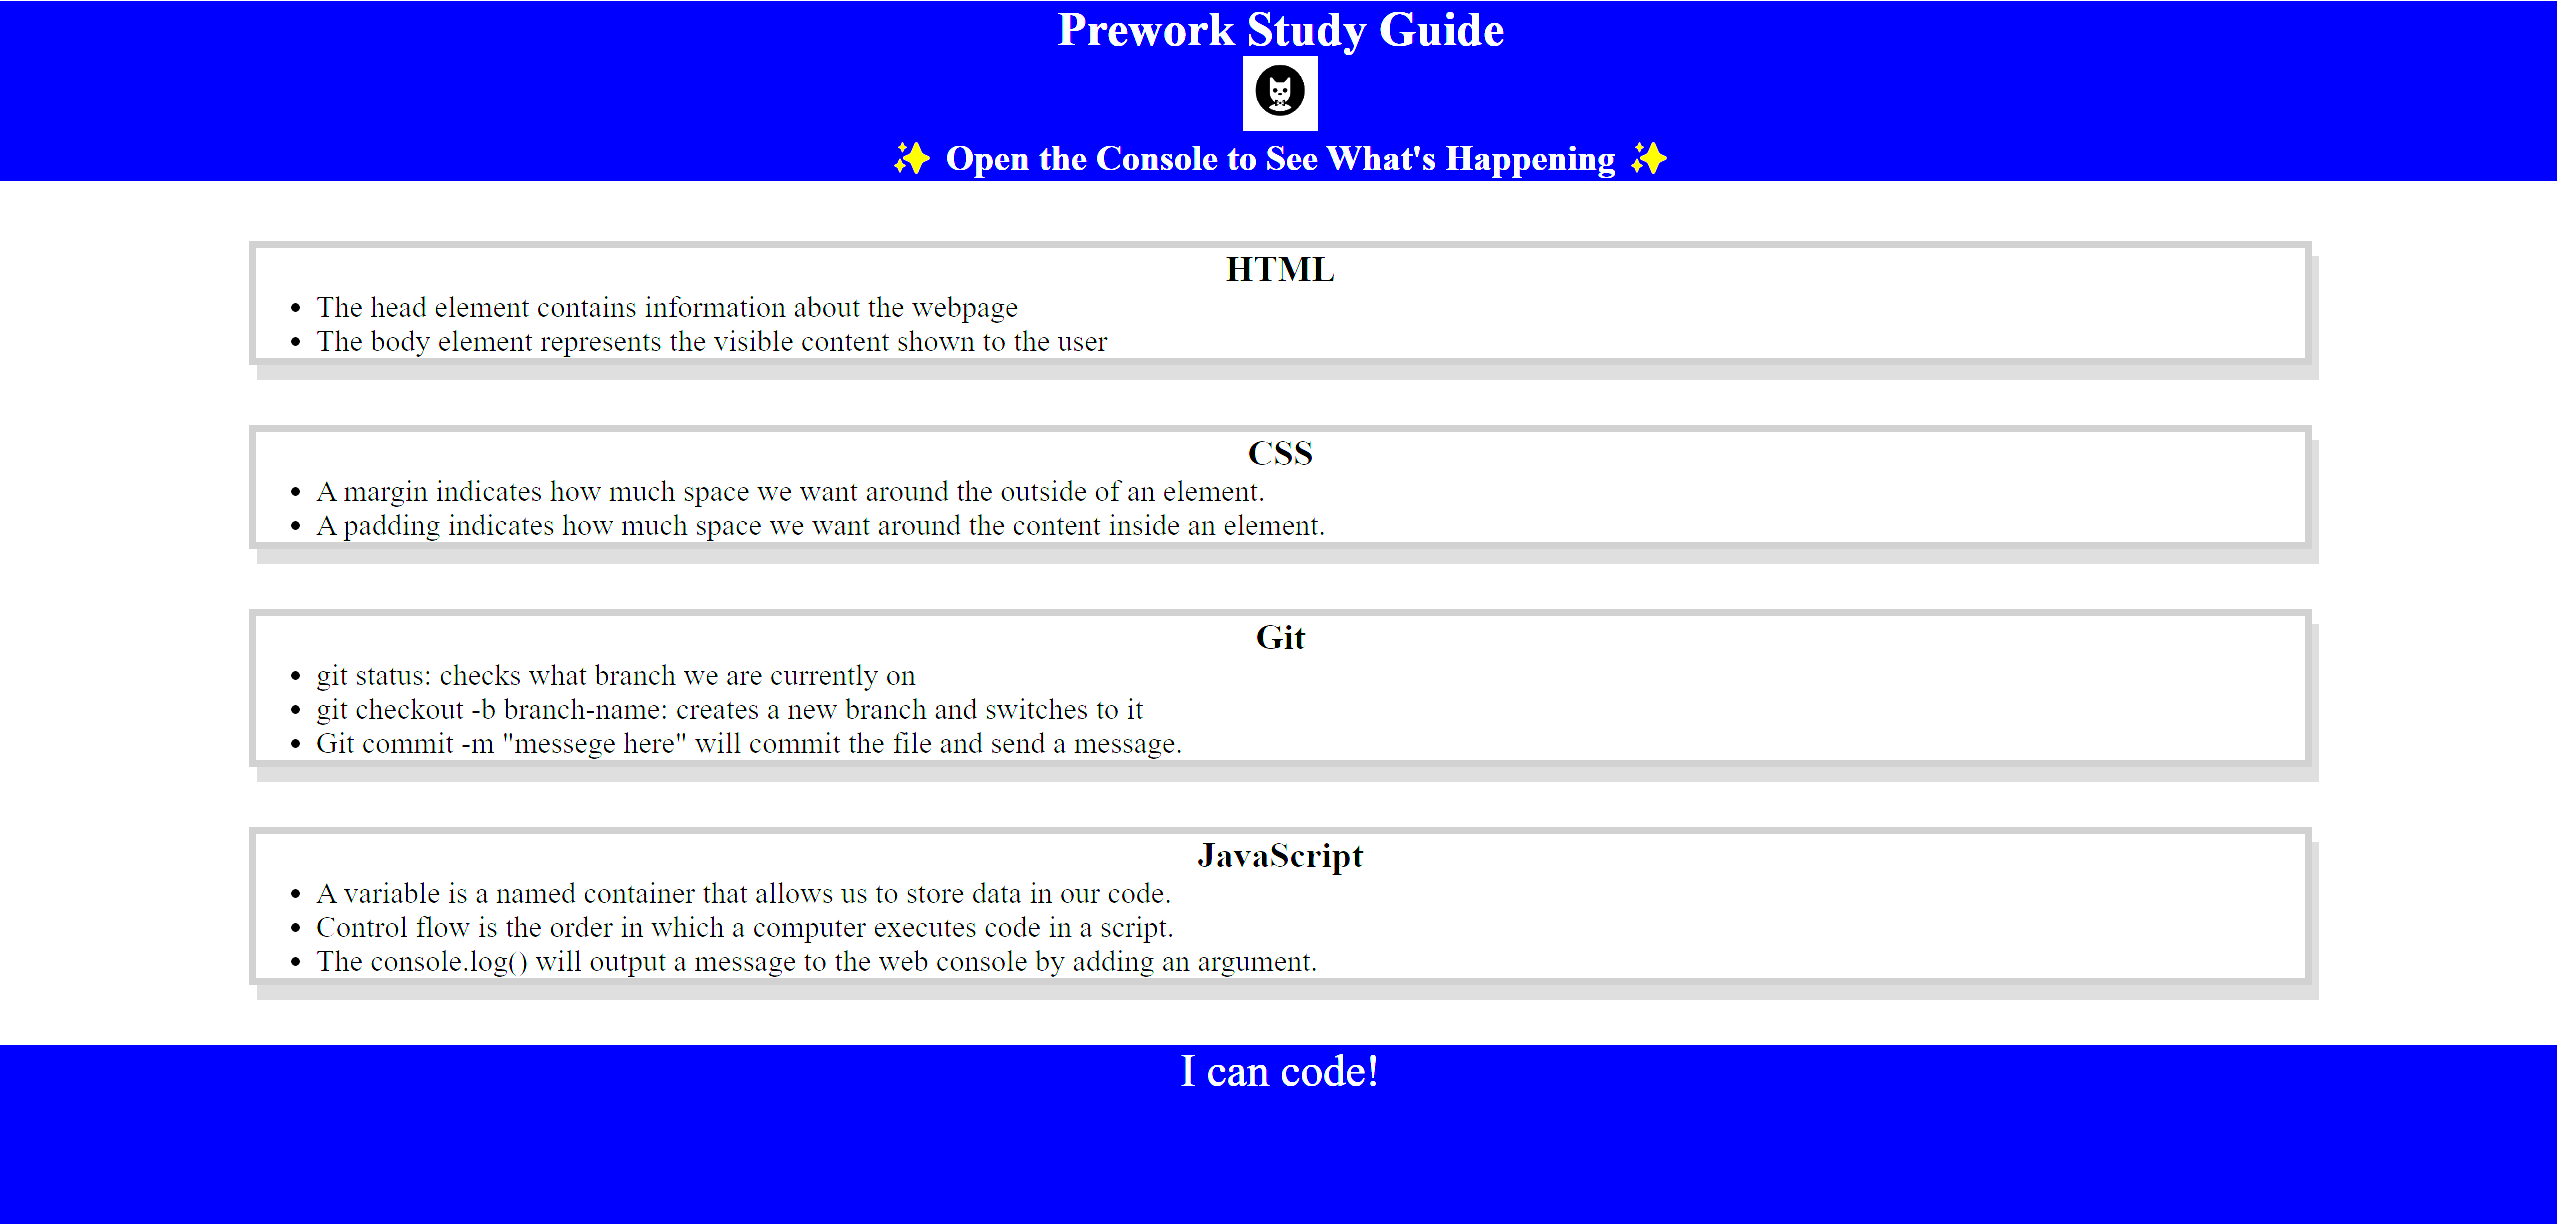 Prework Study Guide
✨ Open the Console to See What's Happening ✨
HTML
• The head element contains information about the webpage
• The body element represents the visible content shown to the user
CSS
• A margin indicates how much space we want around the outside of an element.
• A padding indicates how much space we want around the content inside an element.
Git
• git status: checks what branch we are currently on
• git checkout -b branch-name: creates a new branch and switches to it
• Git commit -m "messege here" will commit the file and send a message.
JavaScript
• A variable is a named container that allows us to store data in our code.
• Control flow is the order in which a computer executes code in a script.
• The console.log() will output a message to the web console by adding an argument.
I can code!